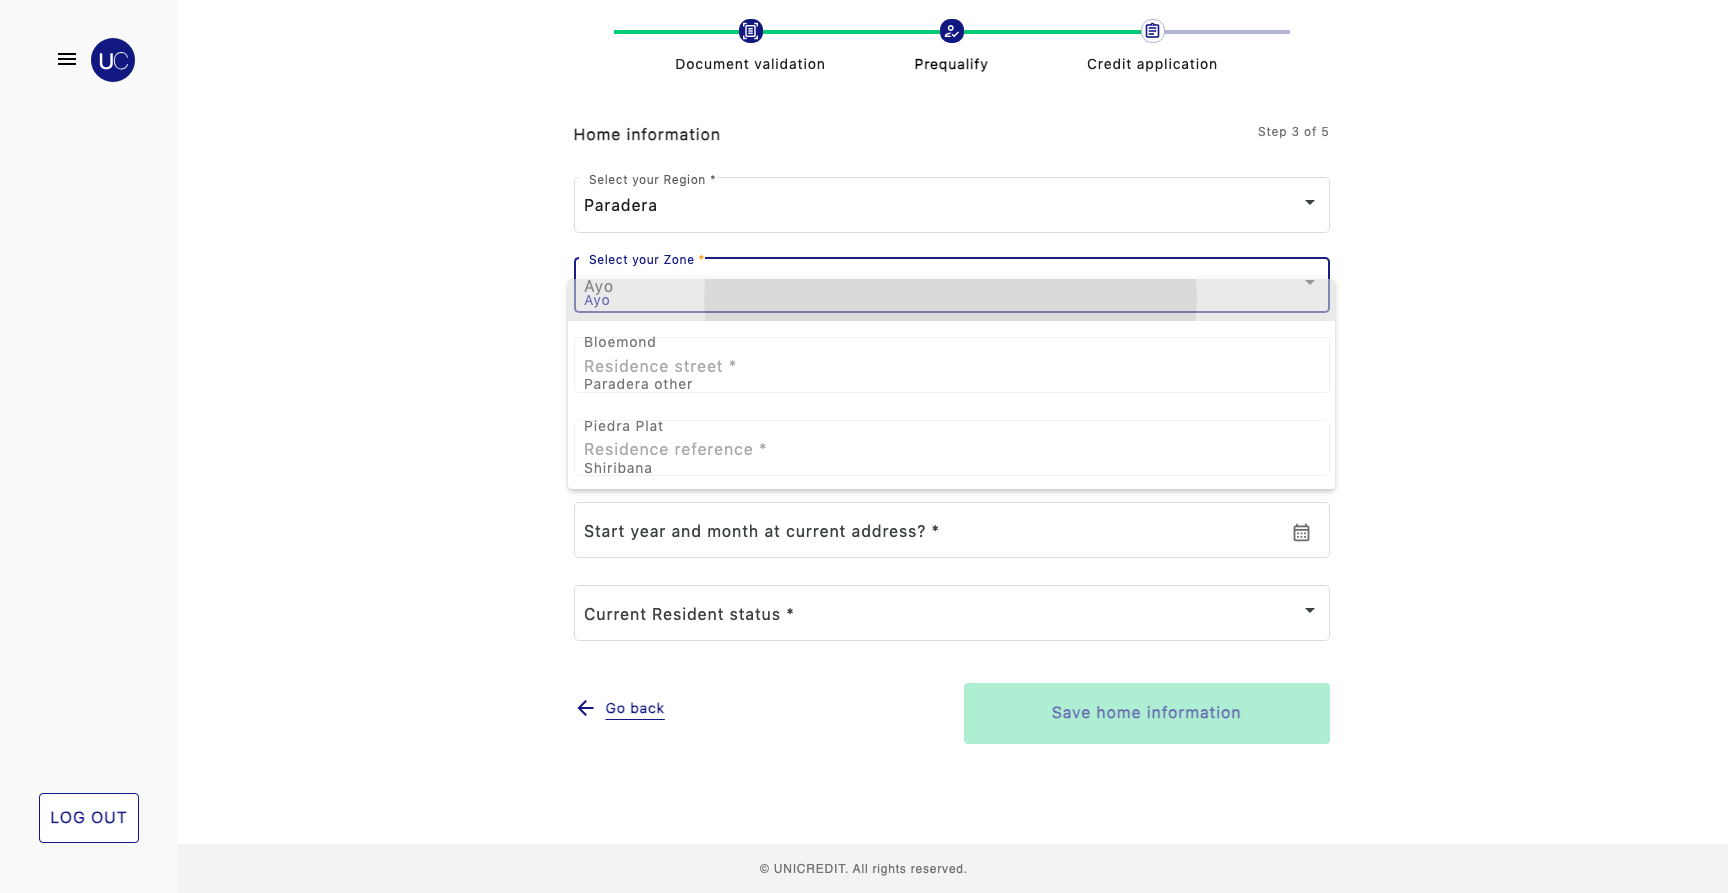 UC
Document validation
Prequalify
Credit application
Home information
Step 3 of 5
Select your Region *
Paradera
Select your Zone *
Ayo
Ayo
Bloemond
Residence street *
Paradera other
Piedra Plat
Residence reference *
Shiribana
Start year and month at current address? *
Current Resident status *
Go back
Save home information
LOG OUT
© UNICREDIT. All rights reserved.